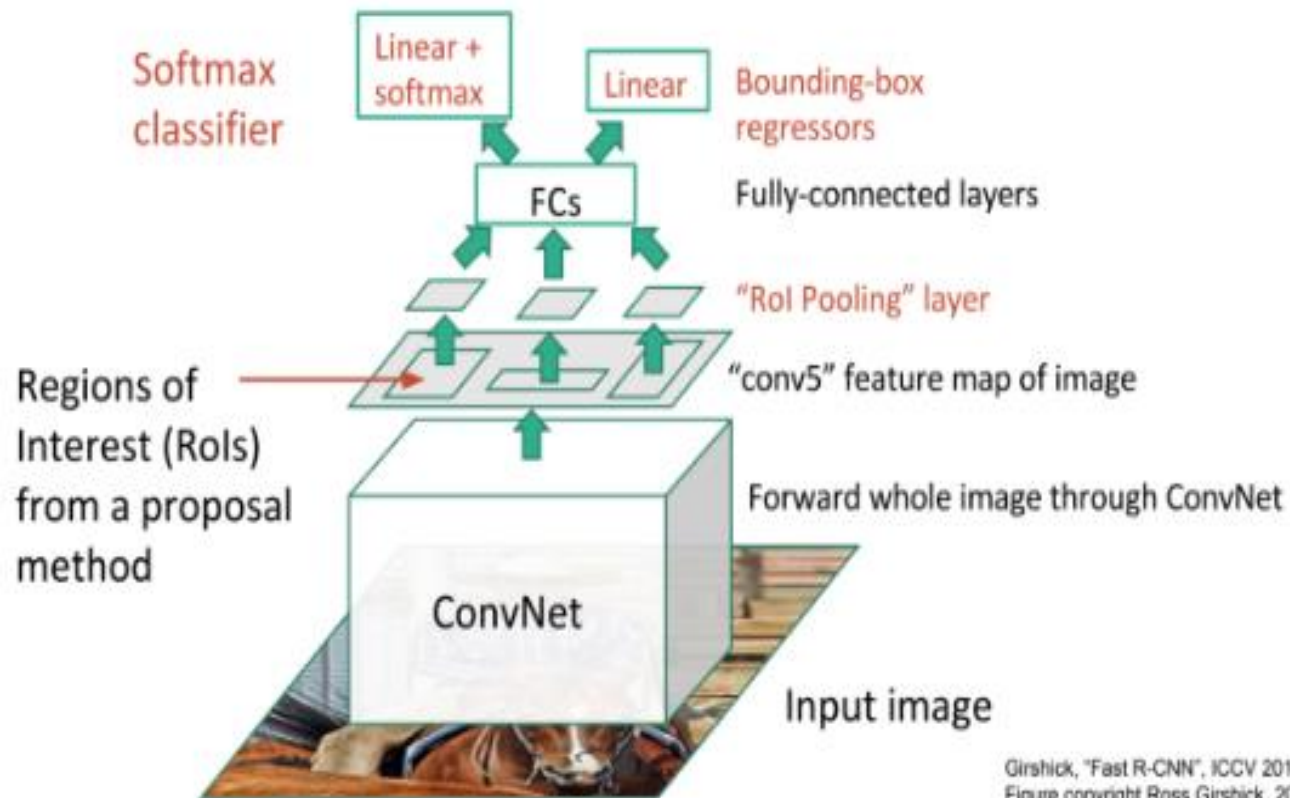 Softmax
classifier
Linear +
softmax
Linear
Bounding-box
regressors
FCs
Fully-connected layers
"RoI Pooling" layer
Regions of
Interest (RoIs)
from a proposal
method
"conv5" feature map of image
Forward whole image through ConvNet
ConvNet
Input image
Girshick, "Fast R-CNN", ICCV 201
Figure copyright Ross Girshick, 20